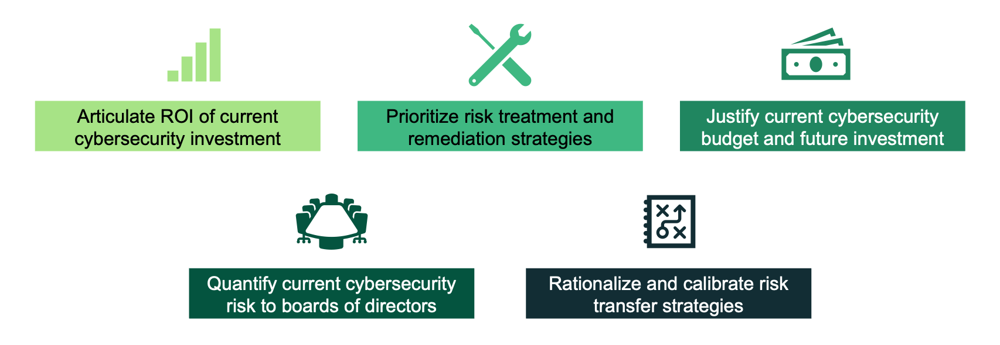 Articulate ROI of current
cybersecurity investment
Prioritize risk treatment and
remediation strategies
Justify current cybersecurity
budget and future investment
Quantify current cybersecurity
risk to boards of directors
Rationalize and calibrate risk
transfer strategies